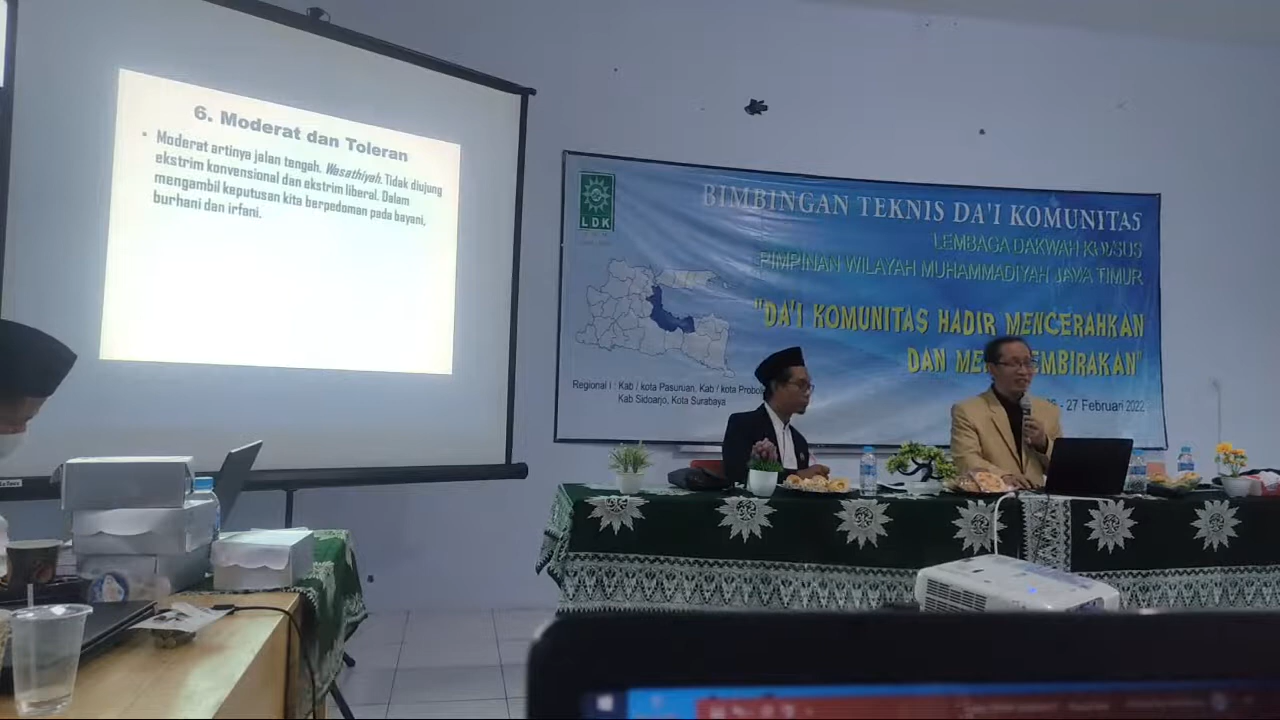 6. Moderat dan Toleran
• Moderat artinya jalan tengah. Wasathiyah. Tidak diujung
ekstrim konvensional dan ekstrim liberal. Dalam
mengambil keputusan kita berpedoman pada bayani,
burhani dan irfani.
LDK
BIMBINGAN TEKNIS DA'I KOMUNITAS
LEMBAGA DAKWAH KHUSUS
PIMPINAN WILAYAH MUHAMMADIYAH JAWA TIMUR
"DA'I KOMUNITAS HADIR MENCERAHKAN
DAN ME EMBIRAKAN"
Regional I : Kab / kota Pasuruan, Kab / kota Probol
Kab Sidoarjo, Kota Surabaya
- 27 Februari 2022